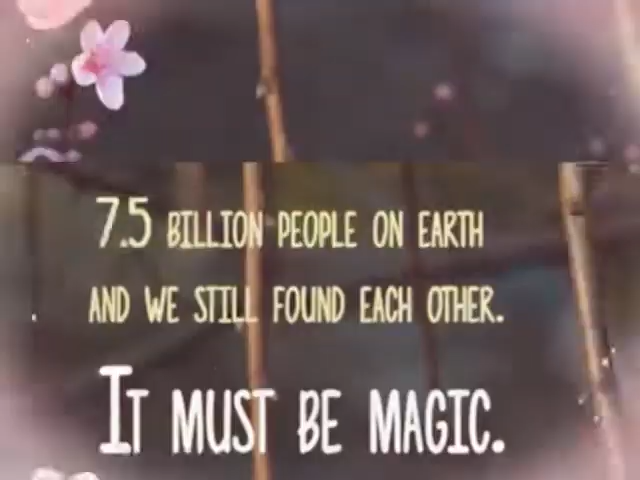 7.5 BILLION PEOPLE ON EARTH
AND WE STILL FOUND EACH OTHER.
IT MUST BE MAGIC.